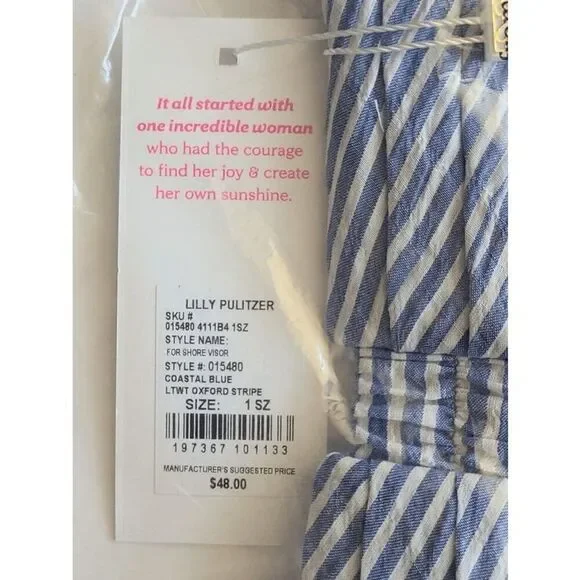 It all started with
one incredible woman
who had the courage
to find her joy & create
her own sunshine.
LILLY PULITZER
SKU #
015480 4111B4 1SZ
STYLE NAME:
FOR SHORE VISOR
STYLE #: 015480
COASTAL BLUE
LTWT OXFORD STRIPE
SIZE: 1 SZ
197367 101133
MANUFACTURER'S SUGGESTED PRICE
$48.00